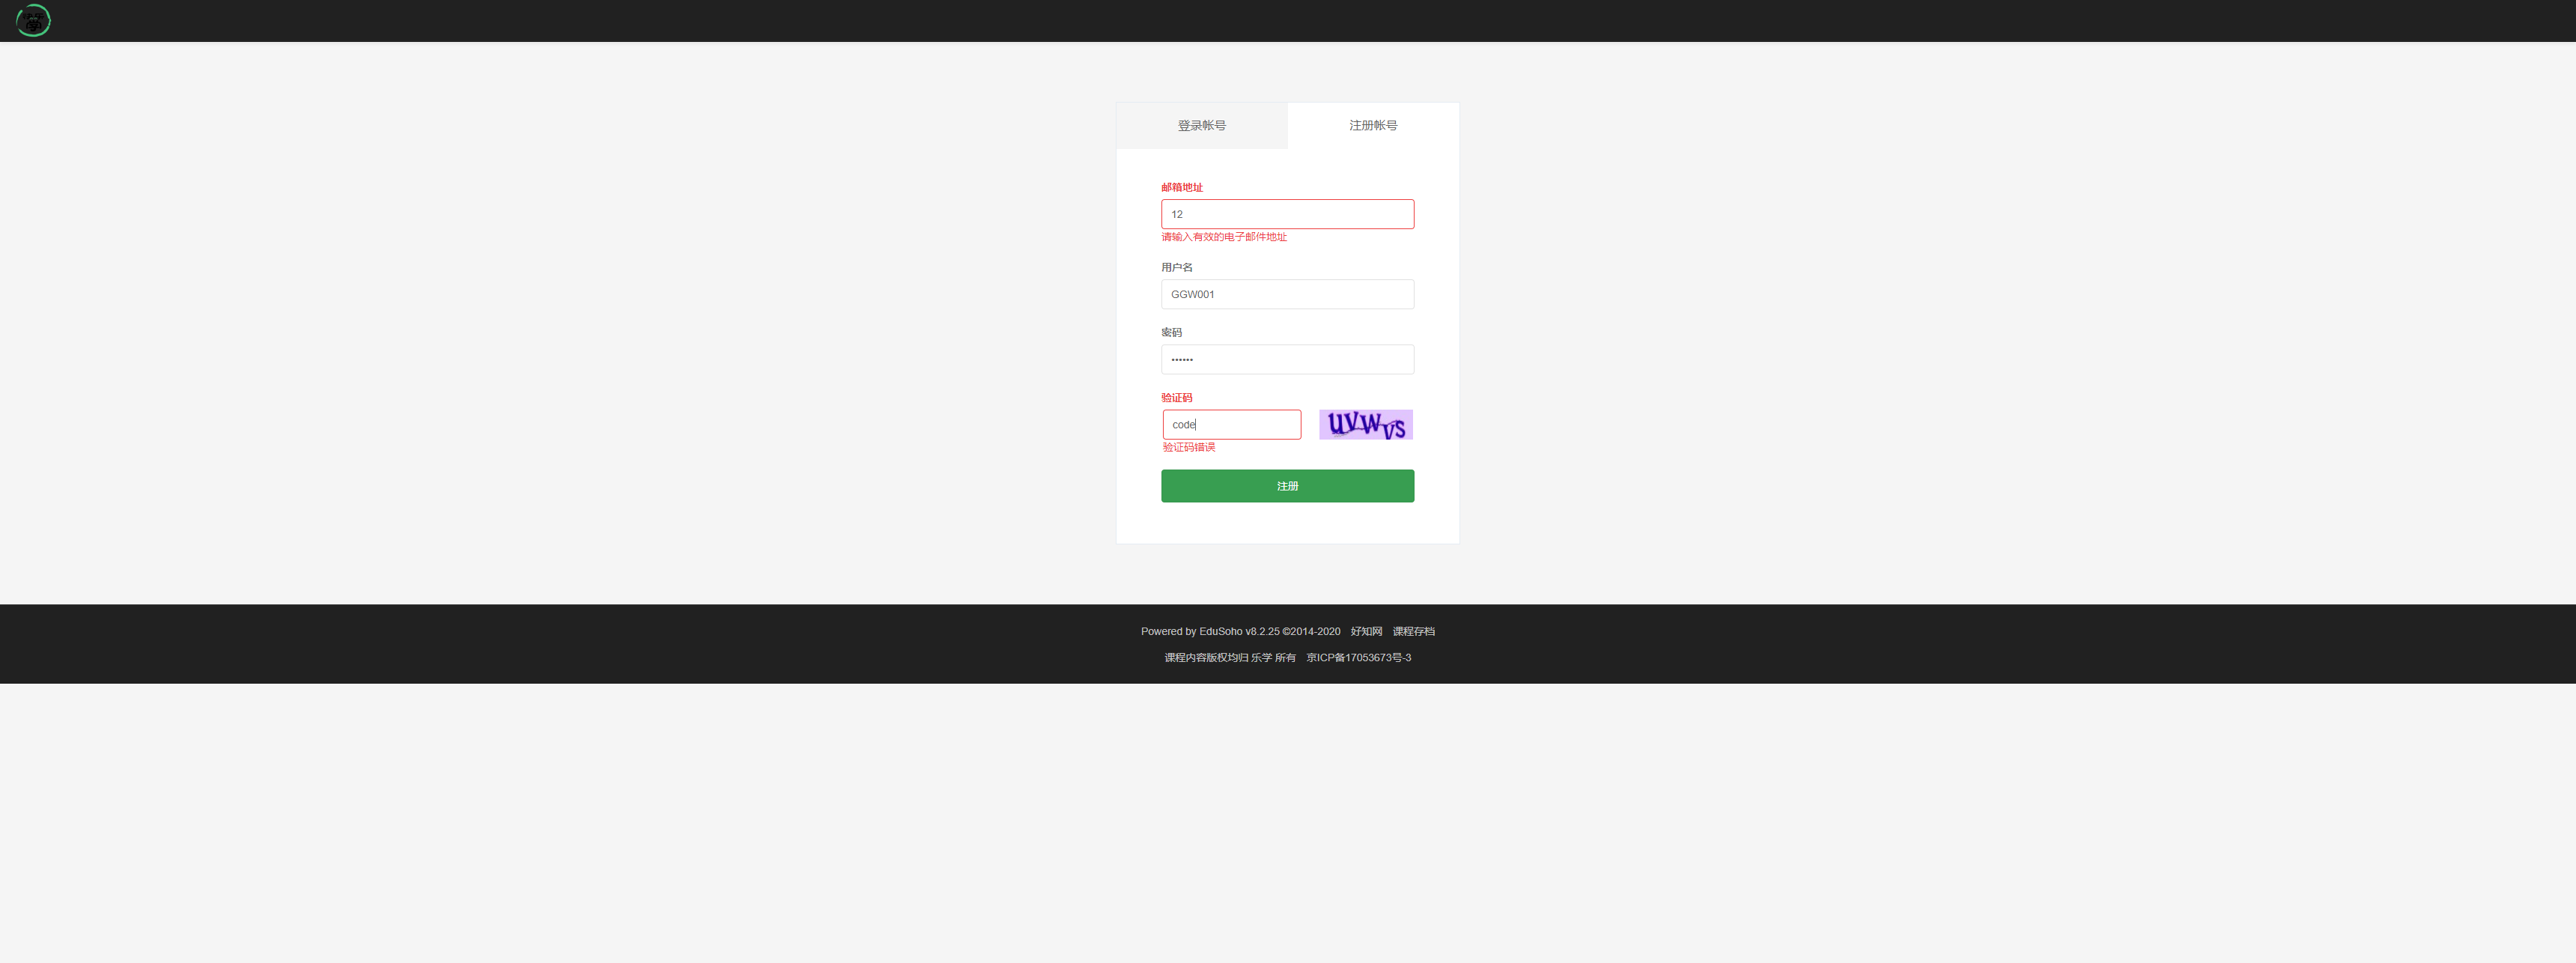 登录帐号 注册帐号
邮箱地址
12
请输入有效的电子邮件地址
用户名
GGW001
密码
••••••
验证码
code uvwvs
验证码错误
注册
Powered by EduSoho v8.2.25 ©2014-2020 好知网 课程存档
课程内容版权均归 乐学 所有 京ICP备17053673号-3